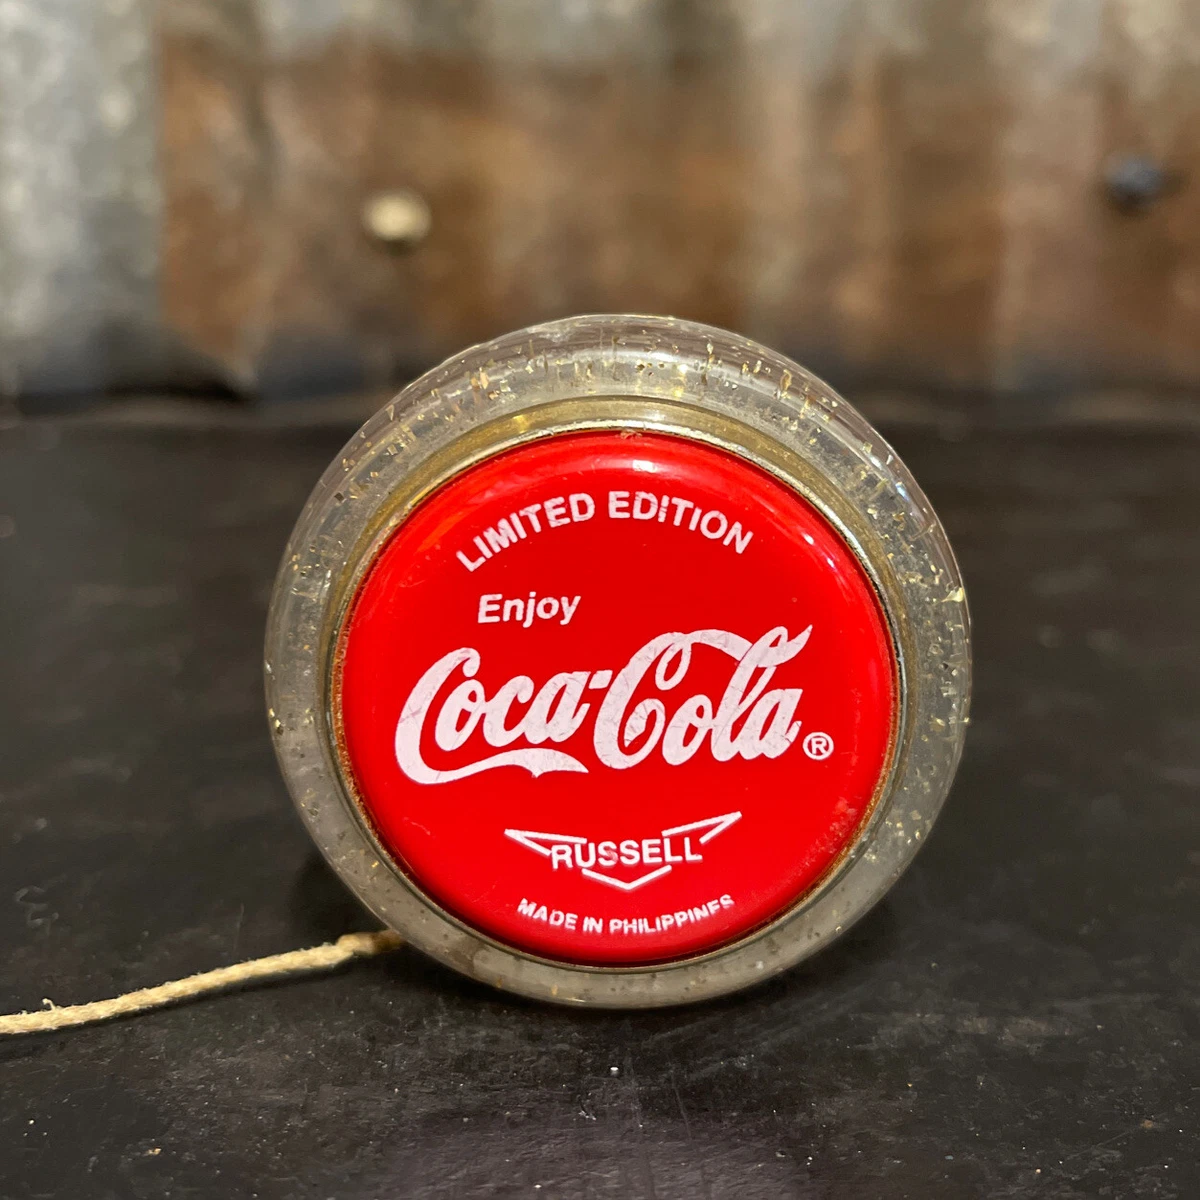 LIMITED EDITION
Enjoy
Coca-Cola®
RUSSELL
MADE IN PHILIPPINES